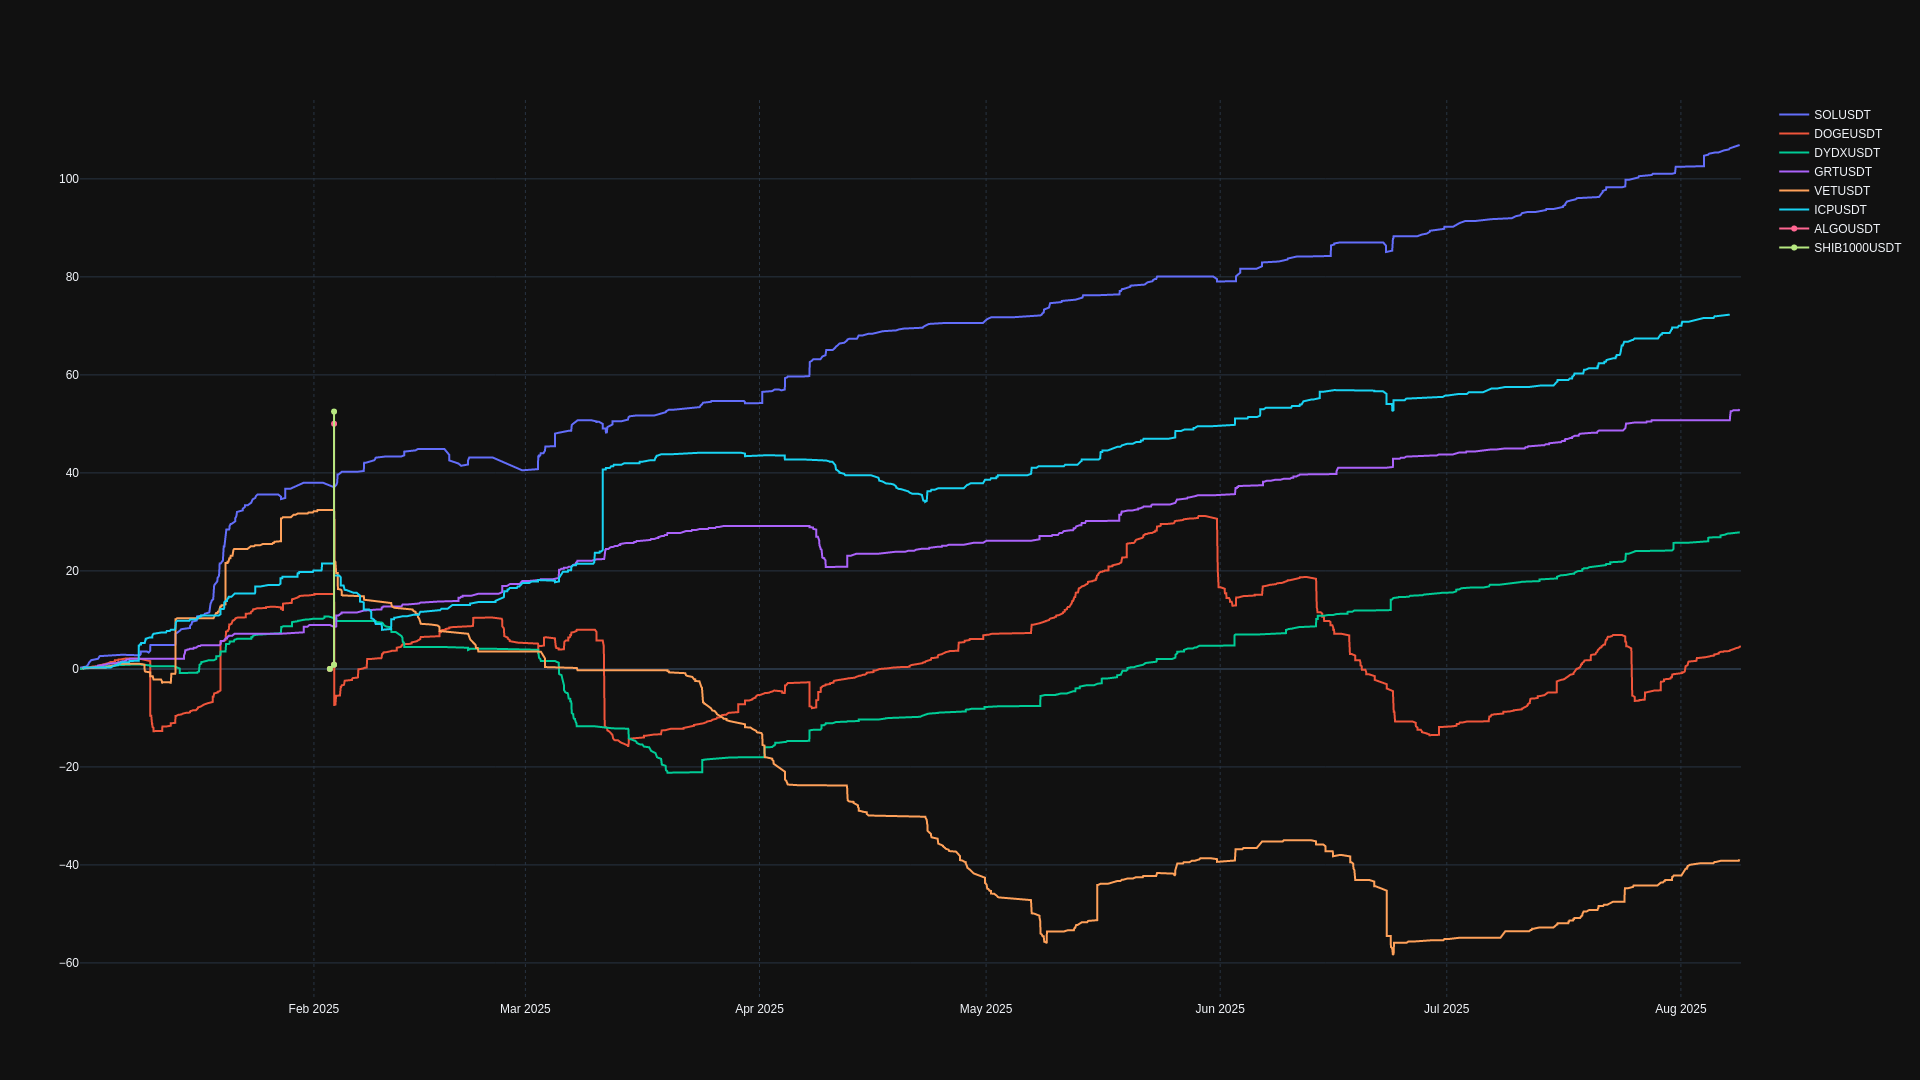 SOLUSDT
DOGEUSDT
DYDXUSDT
GRTUSDT
VETUSDT
ICPUSDT
ALGOUSDT
SHIB1000USDT
100
80
60
40
20
0
−20
−40
−60
Feb 2025 Mar 2025 Apr 2025 May 2025 Jun 2025 Jul 2025 Aug 2025